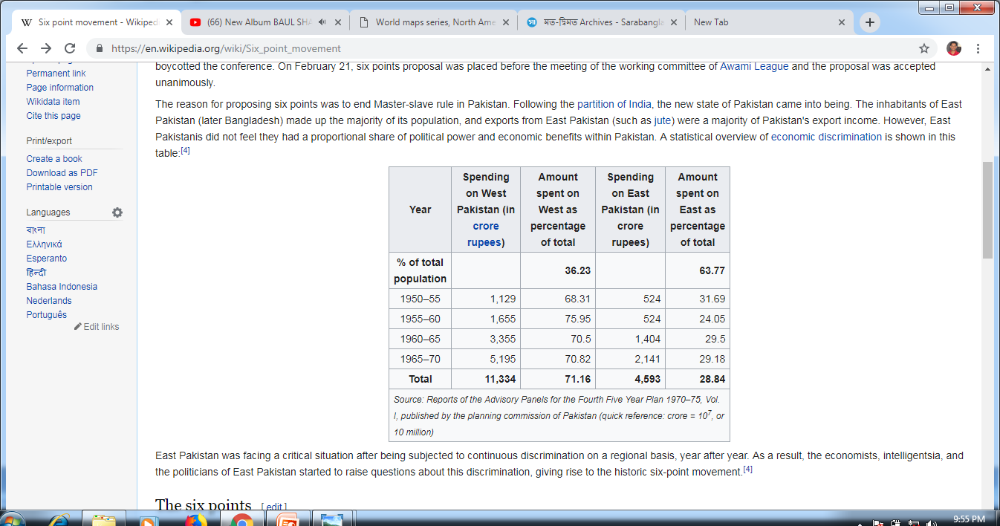 Six point movement - Wikiped
(66) New Album BAUL SHA
World maps series, North Ame
মত-দ্বিমত Archives - Sarabangla
New Tab
https://en.wikipedia.org/wiki/Six_point_movement
Permanent link
Page information
Wikidata item
Cite this page
Print/export
Create a book
Download as PDF
Printable version
Languages
বাংলা
Ελληνικά
Esperanto
हिन्दी
Bahasa Indonesia
Nederlands
Português
Edit links
boycotted the conference. On February 21, six points proposal was placed before the meeting of the working committee of Awami League and the proposal was accepted
unanimously.
The reason for proposing six points was to end Master-slave rule in Pakistan. Following the partition of India, the new state of Pakistan came into being. The inhabitants of East
Pakistan (later Bangladesh) made up the majority of its population, and exports from East Pakistan (such as jute) were a majority of Pakistan's export income. However, East
Pakistanis did not feel they had a proportional share of political power and economic benefits within Pakistan. A statistical overview of economic discrimination is shown in this
table:[4]
Year
Spending
on West
Pakistan (in
crore
rupees)
Amount
spent on
West as
percentage
of total
Spending
on East
Pakistan (in
crore
rupees)
Amount
spent on
East as
percentage
of total
% of total
population
36.23 63.77
1950–55 1,129 68.31 524 31.69
1955–60 1,655 75.95 524 24.05
1960–65 3,355 70.5 1,404 29.5
1965–70 5,195 70.82 2,141 29.18
Total 11,334 71.16 4,593 28.84
Source: Reports of the Advisory Panels for the Fourth Five Year Plan 1970–75, Vol.
I, published by the planning commission of Pakistan (quick reference: crore = 10⁷, or
10 million)
East Pakistan was facing a critical situation after being subjected to continuous discrimination on a regional basis, year after year. As a result, the economists, intelligentsia, and
the politicians of East Pakistan started to raise questions about this discrimination, giving rise to the historic six-point movement.[4]
The six points [ edit ]
9:55 PM